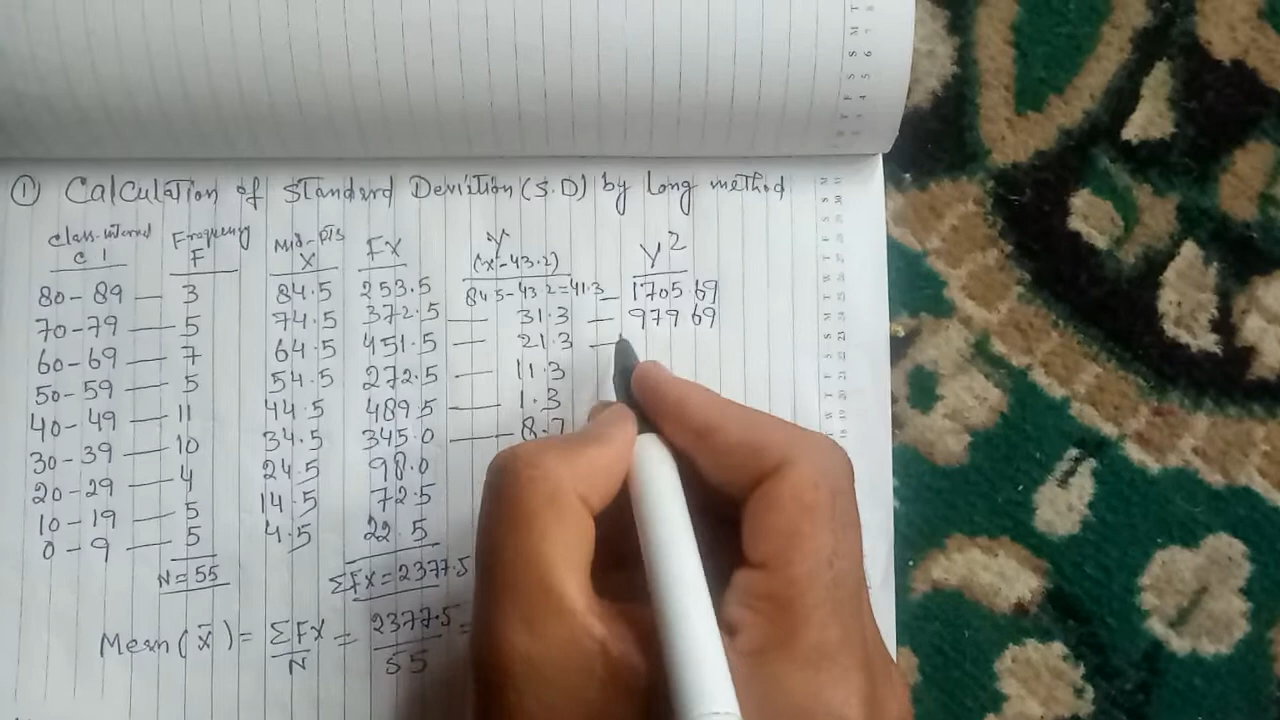 ① Calculation of Standard Deviation (S.D) by Long method
Class-interval C I Frequency F Mid-pts X FX y (x-43.2) y²
80-89 — 3 84.5 253.5 84.5-43.2=41.3 — 1705.69
70-79 — 5 74.5 372.5 — 31.3 — 979.69
60-69 — 7 64.5 451.5 — 21.3 —
50-59 — 5 54.5 272.5 — 11.3
40-49 — 11 44.5 489.5 — 1.3
30-39 — 10 34.5 345.0 — 8.7
20-29 — 4 24.5 98.0
10-19 — 5 14.5 72.5
0-9 — 5 4.5 22.5
N=55 ΣFX=2377.5
Mean (x̄) = ΣFX/N = 2377.5/55 =